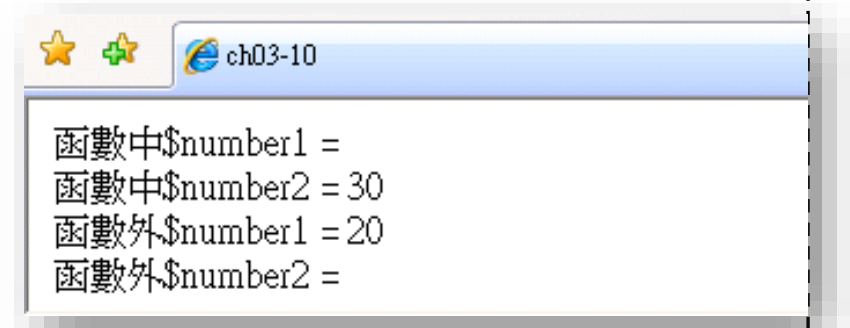 ch03-10
函數中$number1 =
函數中$number2 = 30
函數外$number1 = 20
函數外$number2 =